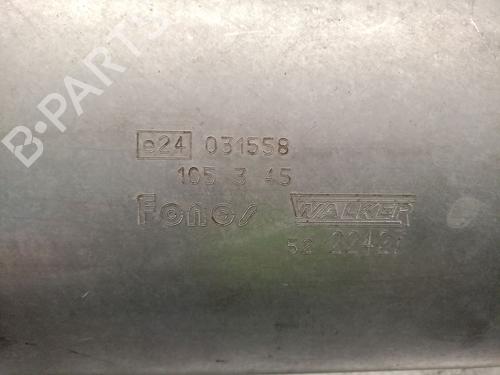 B-PARTS
e24 031558
105 3 45
Fonos WALKER
52 22421